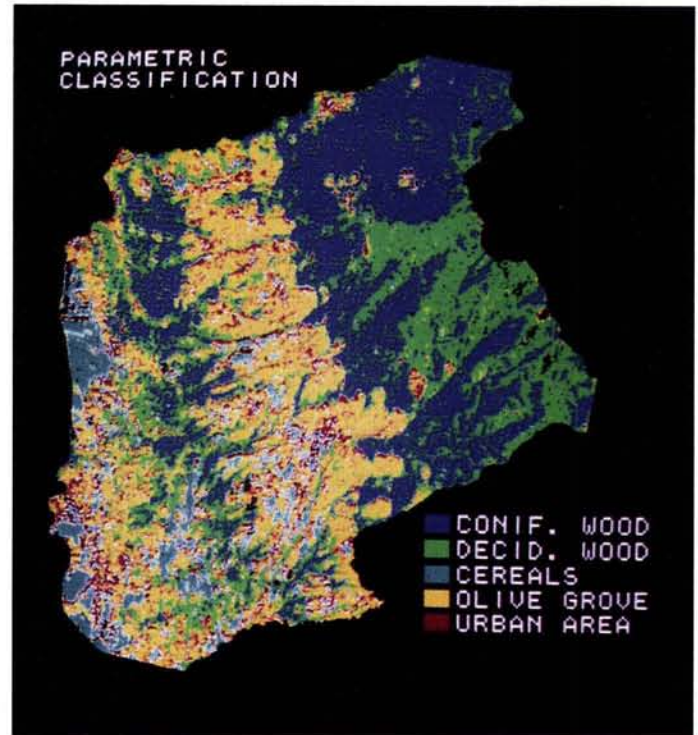 PARAMETRIC
CLASSIFICATION
CONIF. WOOD
DECID. WOOD
CEREALS
OLIVE GROVE
URBAN AREA